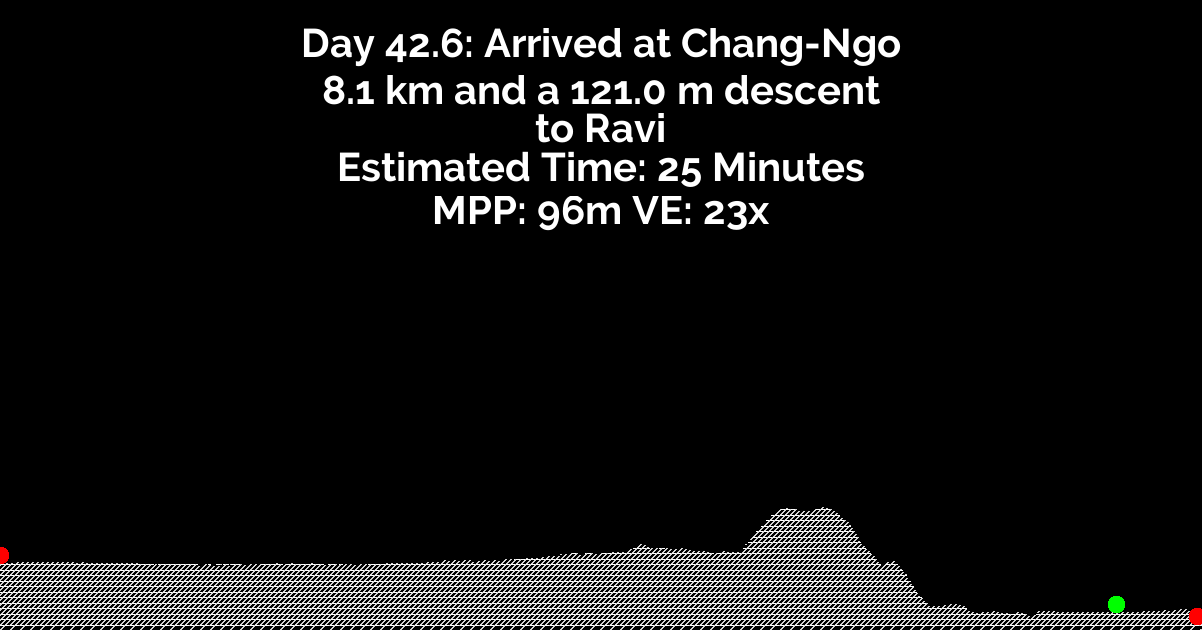 Day 42.6: Arrived at Chang-Ngo
8.1 km and a 121.0 m descent
to Ravi
Estimated Time: 25 Minutes
MPP: 96m VE: 23x